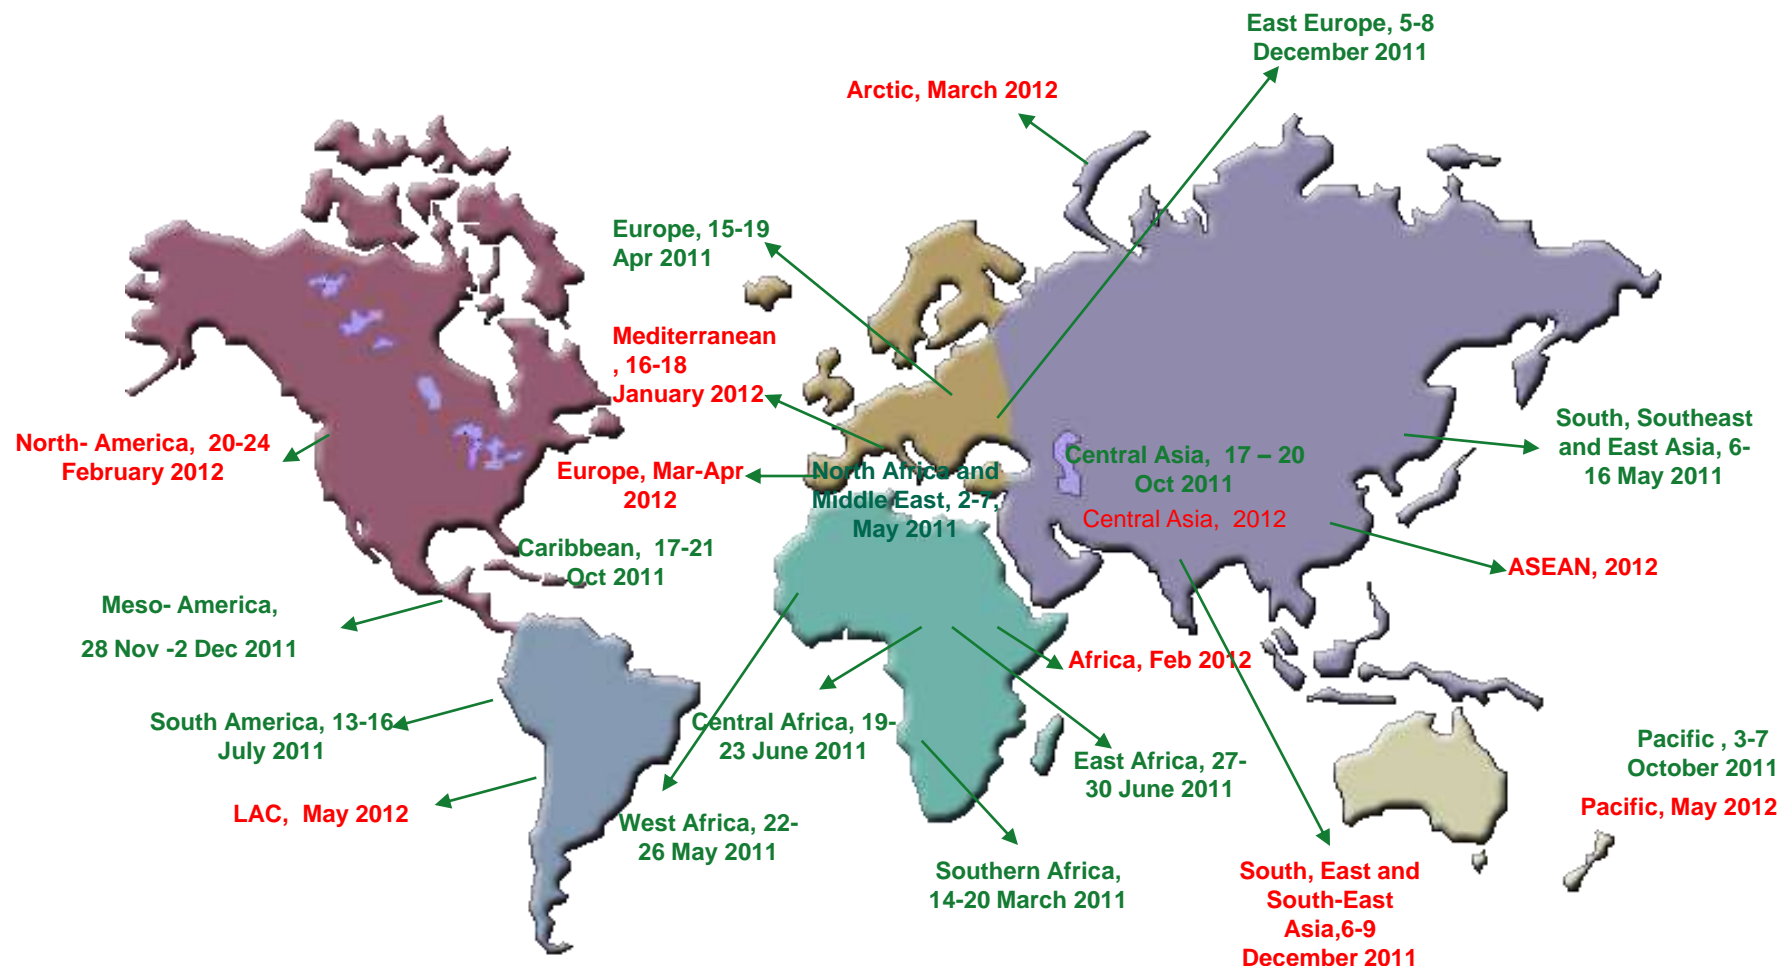 East Europe, 5-8
December 2011
Arctic, March 2012
Europe, 15-19
Apr 2011
Mediterranean
, 16-18
January 2012
North- America,  20-24
February 2012
Europe, Mar-Apr
2012
North Africa and
Middle East, 2-7,
May 2011
Central Asia,  17 – 20
Oct 2011
Central Asia,  2012
South, Southeast
and East Asia, 6-
16 May 2011
Caribbean,  17-21
Oct 2011
ASEAN, 2012
Meso- America,
28 Nov -2 Dec 2011
Africa, Feb 2012
South America, 13-16
July 2011
Central Africa, 19-
23 June 2011
East Africa, 27-
30 June 2011
Pacific , 3-7
October 2011
Pacific, May 2012
LAC,  May 2012
West Africa, 22-
26 May 2011
Southern Africa,
14-20 March 2011
South, East and
South-East
Asia,6-9
December 2011